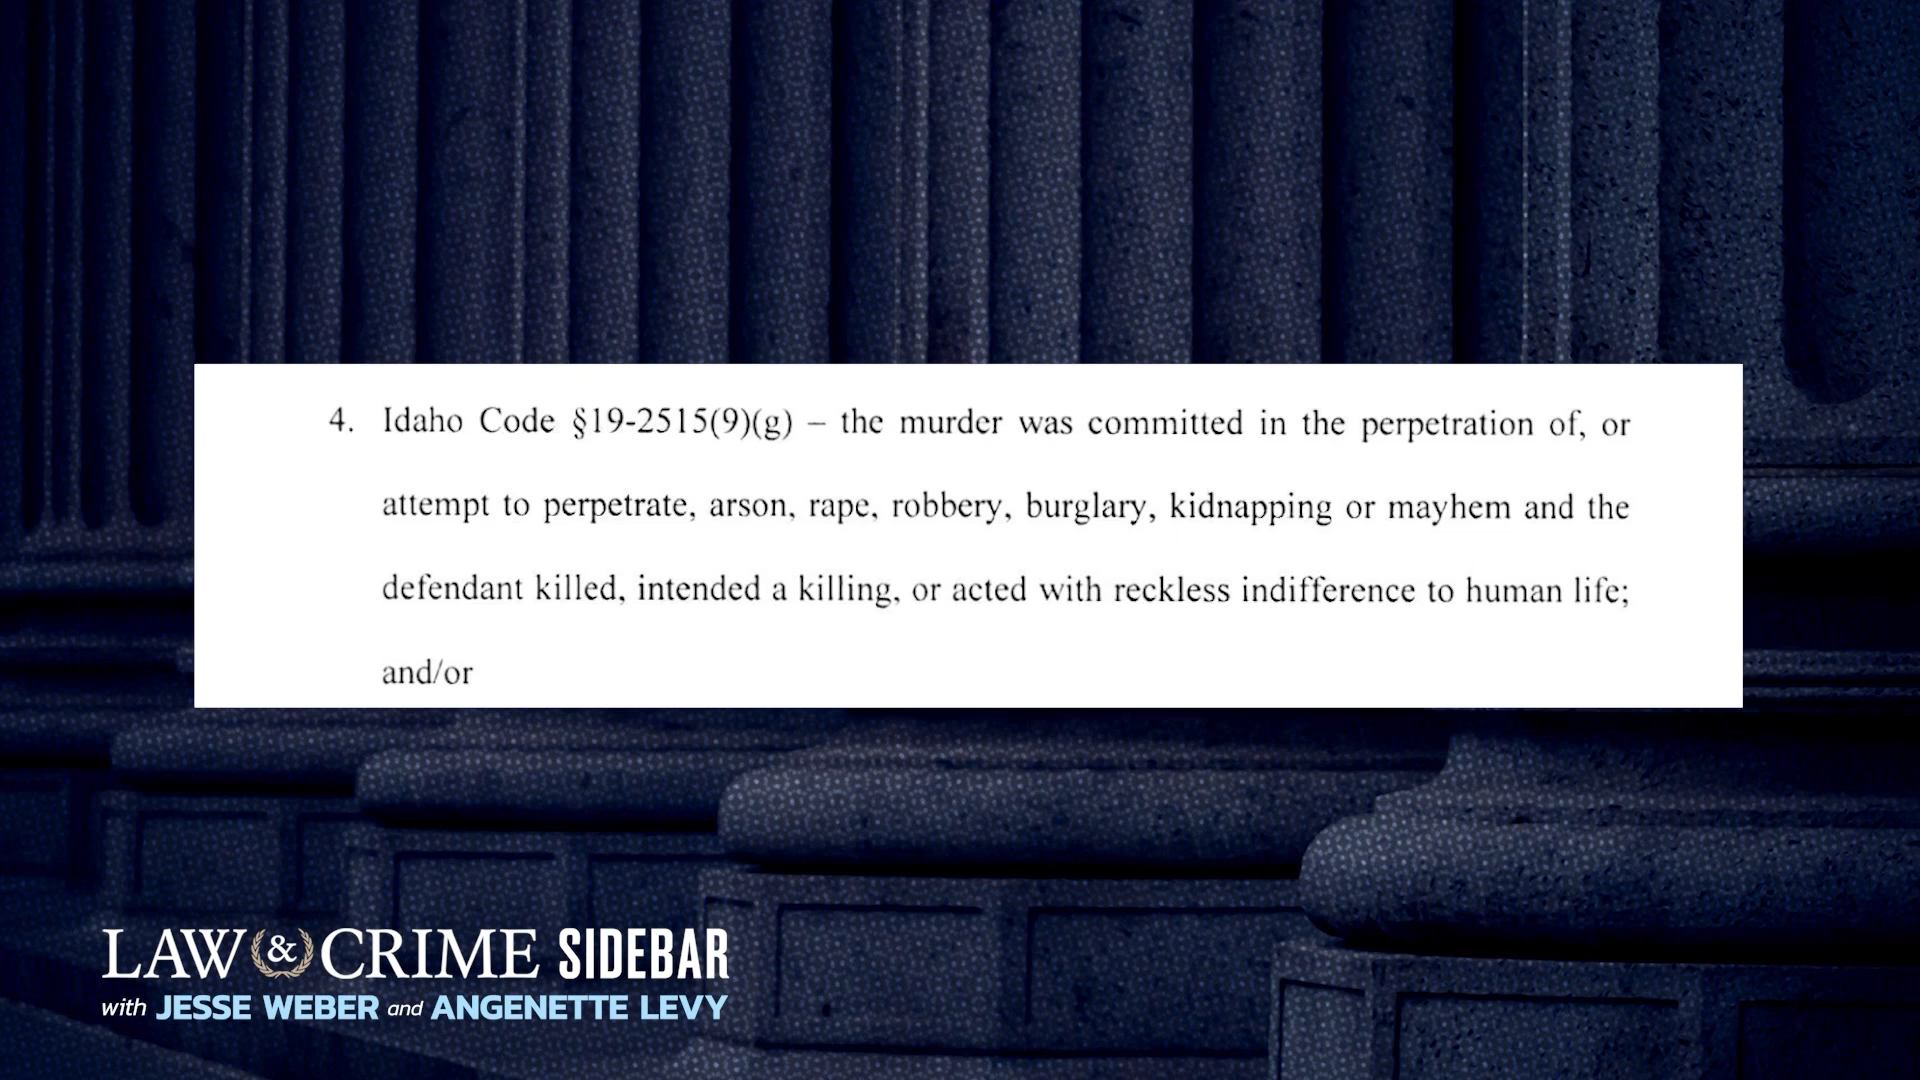 4. Idaho Code §19-2515(9)(g) – the murder was committed in the perpetration of, or
attempt to perpetrate, arson, rape, robbery, burglary, kidnapping or mayhem and the
defendant killed, intended a killing, or acted with reckless indifference to human life;
and/or
LAW & CRIME SIDEBAR
with JESSE WEBER and ANGENETTE LEVY